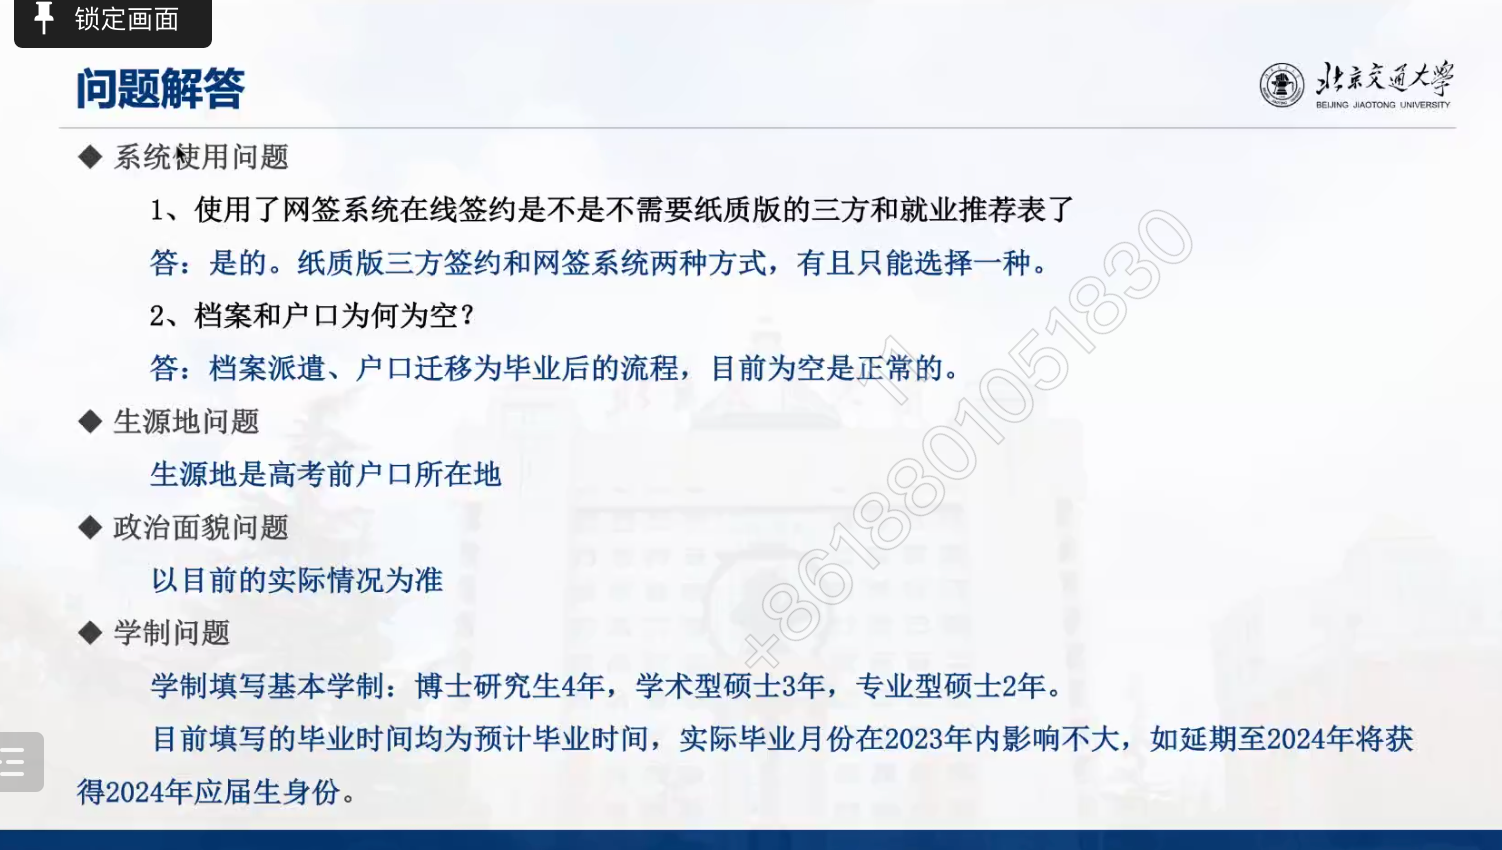 锁定画面
问题解答
北京交通大学
BEIJING JIAOTONG UNIVERSITY
◆ 系统使用问题
1、使用了网签系统在线签约是不是不需要纸质版的三方和就业推荐表了
答：是的。纸质版三方签约和网签系统两种方式，有且只能选择一种。
2、档案和户口为何为空？
答：档案派遣、户口迁移为毕业后的流程，目前为空是正常的。
◆ 生源地问题
生源地是高考前户口所在地
◆ 政治面貌问题
以目前的实际情况为准
◆ 学制问题
学制填写基本学制：博士研究生4年，学术型硕士3年，专业型硕士2年。
目前填写的毕业时间均为预计毕业时间，实际毕业月份在2023年内影响不大，如延期至2024年将获
得2024年应届生身份。
11
+8618801051830